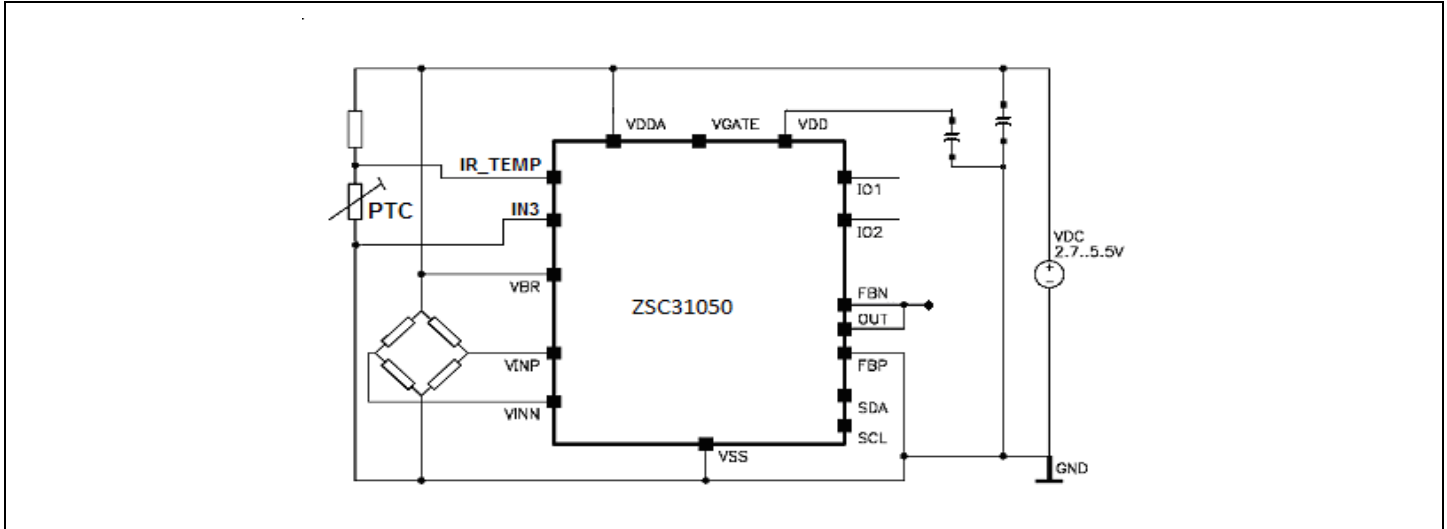 VDDA
VGATE
VDD
IR_TEMP
IO1
PTC
IN3
IO2
VDC
2.7..5.5V
VBR
FBN
ZSC31050
OUT
VINP
FBP
SDA
VINN
SCL
VSS
GND